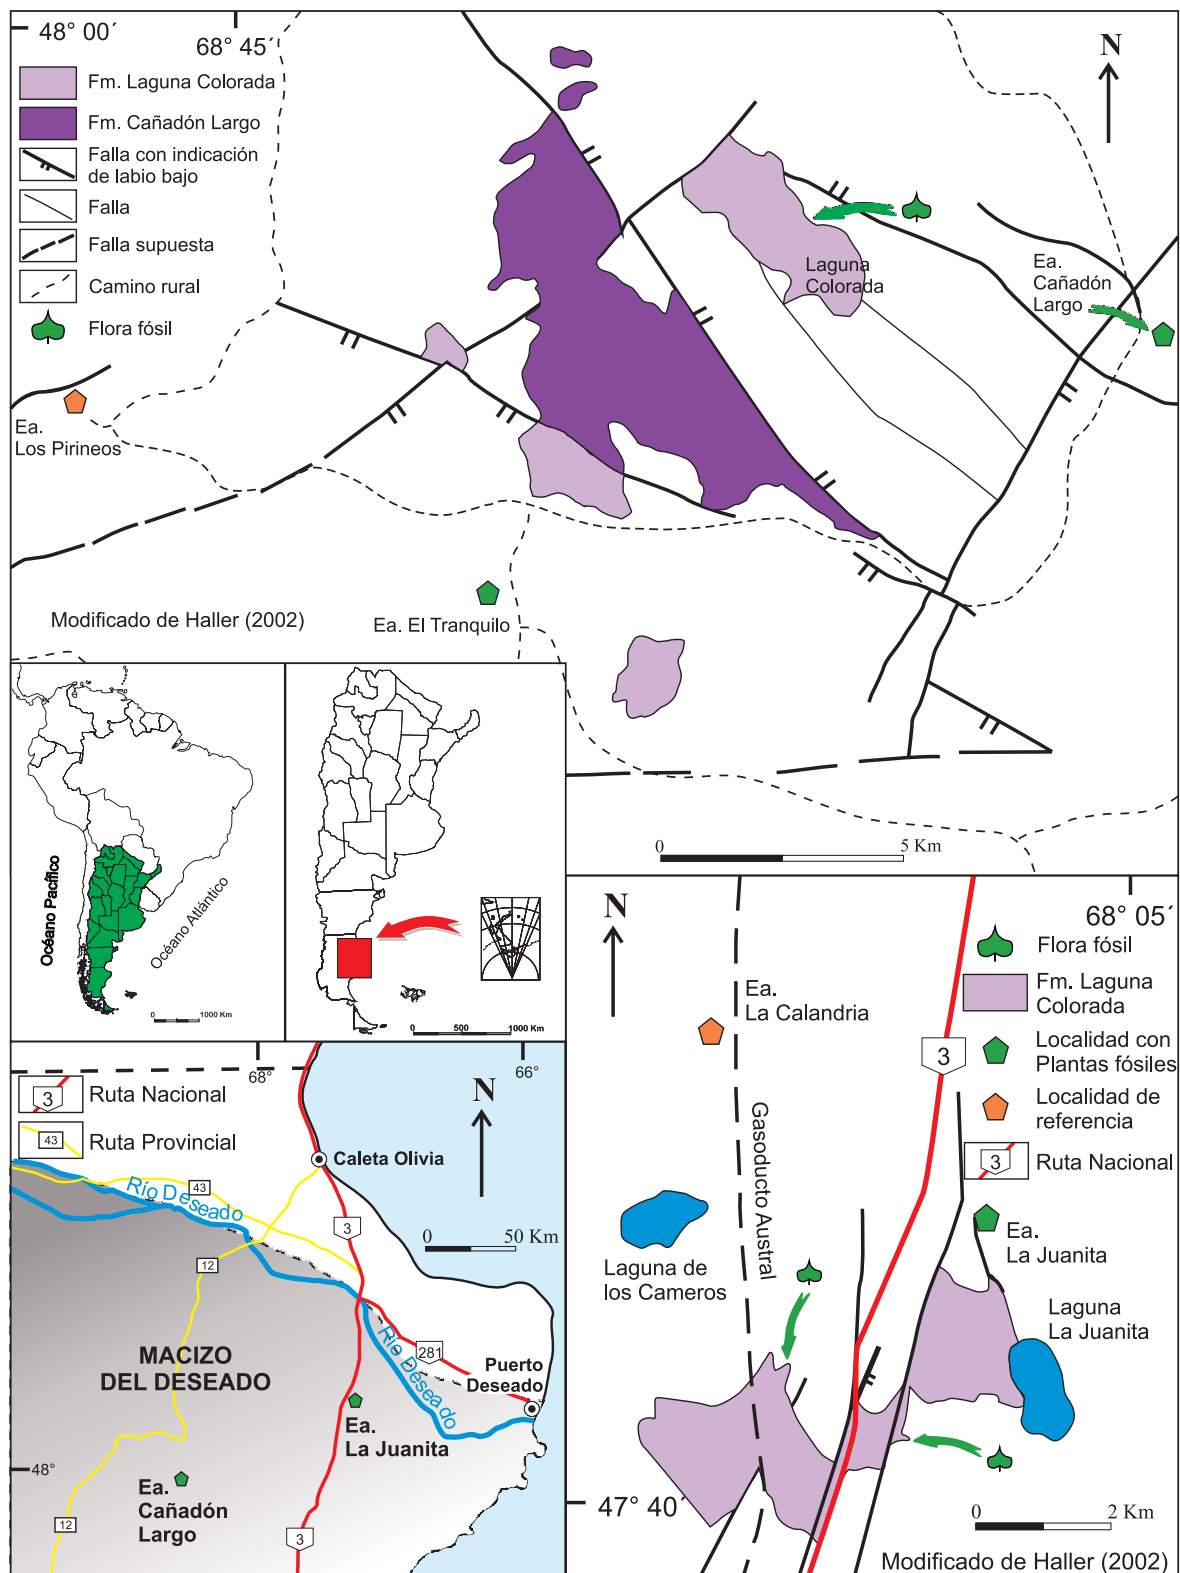 48° 00´
68° 45´
N
Fm. Laguna Colorada
Fm. Cañadón Largo
Falla con indicación
de labio bajo
Falla
Falla supuesta
Camino rural
Flora fósil
Laguna
Colorada
Ea.
Cañadón
Largo
Ea.
Los Pirineos
Ea. El Tranquilo
Modificado de Haller (2002)
0
5 Km
Océano Pacífico
Océano Atlántico
0
1000 Km
0
500
1000 Km
N
68° 05´
Flora fósil
Fm. Laguna
Colorada
Localidad con
Plantas fósiles
Localidad de
referencia
3
Ruta Nacional
Ea.
La Calandria
3
Gasoducto Austral
Laguna de
los Cameros
Ea.
La Juanita
Laguna
La Juanita
47° 40´
0
2 Km
Modificado de Haller (2002)
68°
66°
3
Ruta Nacional
43
Ruta Provincial
N
Caleta Olivia
Río Deseado
43
3
0
50 Km
12
MACIZO
DEL DESEADO
Río Deseado
281
Puerto
Deseado
Ea.
La Juanita
48°
Ea.
Cañadón
Largo
12
3